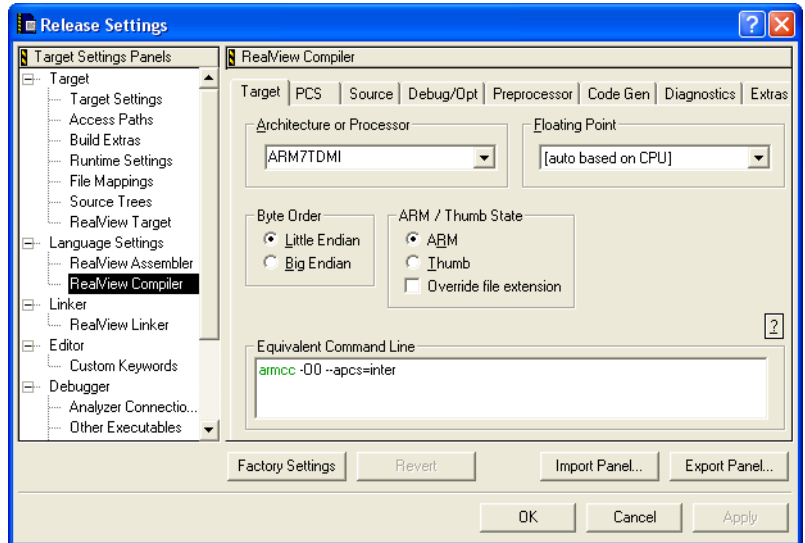 Release Settings
Target Settings Panels
Target
Target Settings
Access Paths
Build Extras
Runtime Settings
File Mappings
Source Trees
RealView Target
Language Settings
RealView Assembler
RealView Compiler
Linker
RealView Linker
Editor
Custom Keywords
Debugger
Analyzer Connectio...
Other Executables
RealView Compiler
Target PCS Source Debug/Opt Preprocessor Code Gen Diagnostics Extras
Architecture or Processor
ARM7TDMI
Floating Point
[auto based on CPU]
Byte Order
Little Endian
Big Endian
ARM / Thumb State
ARM
Thumb
Override file extension
?
Equivalent Command Line
armcc -O0 --apcs=inter
Factory Settings Revert Import Panel... Export Panel...
OK Cancel Apply